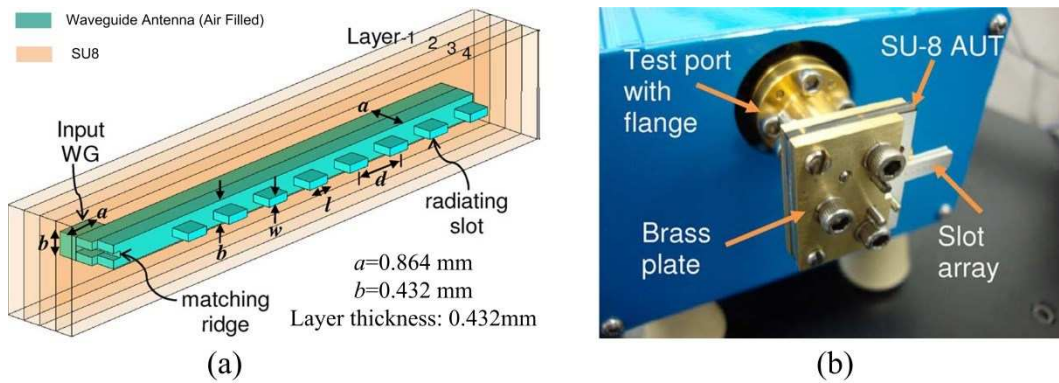 Waveguide Antenna (Air Filled)
SU8
Layer-1 2 3 4
Input
WG
a
a
b
d
l
w
b
radiating
slot
matching
ridge
a=0.864 mm
b=0.432 mm
Layer thickness: 0.432mm
(a)
Test port
with
flange
SU-8 AUT
Brass
plate
Slot
array
(b)